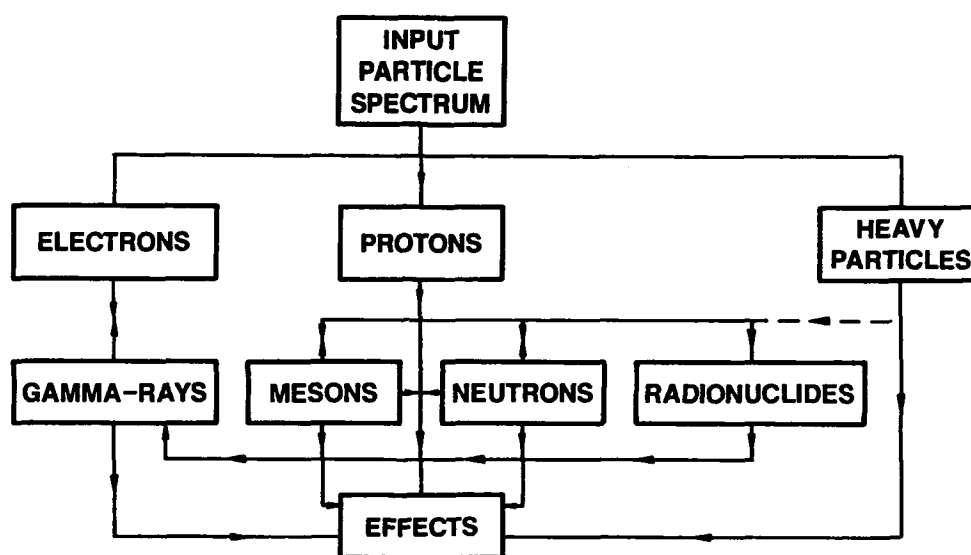 INPUT
PARTICLE
SPECTRUM
ELECTRONS
PROTONS
HEAVY
PARTICLES
GAMMA-RAYS
MESONS
NEUTRONS
RADIONUCLIDES
EFFECTS